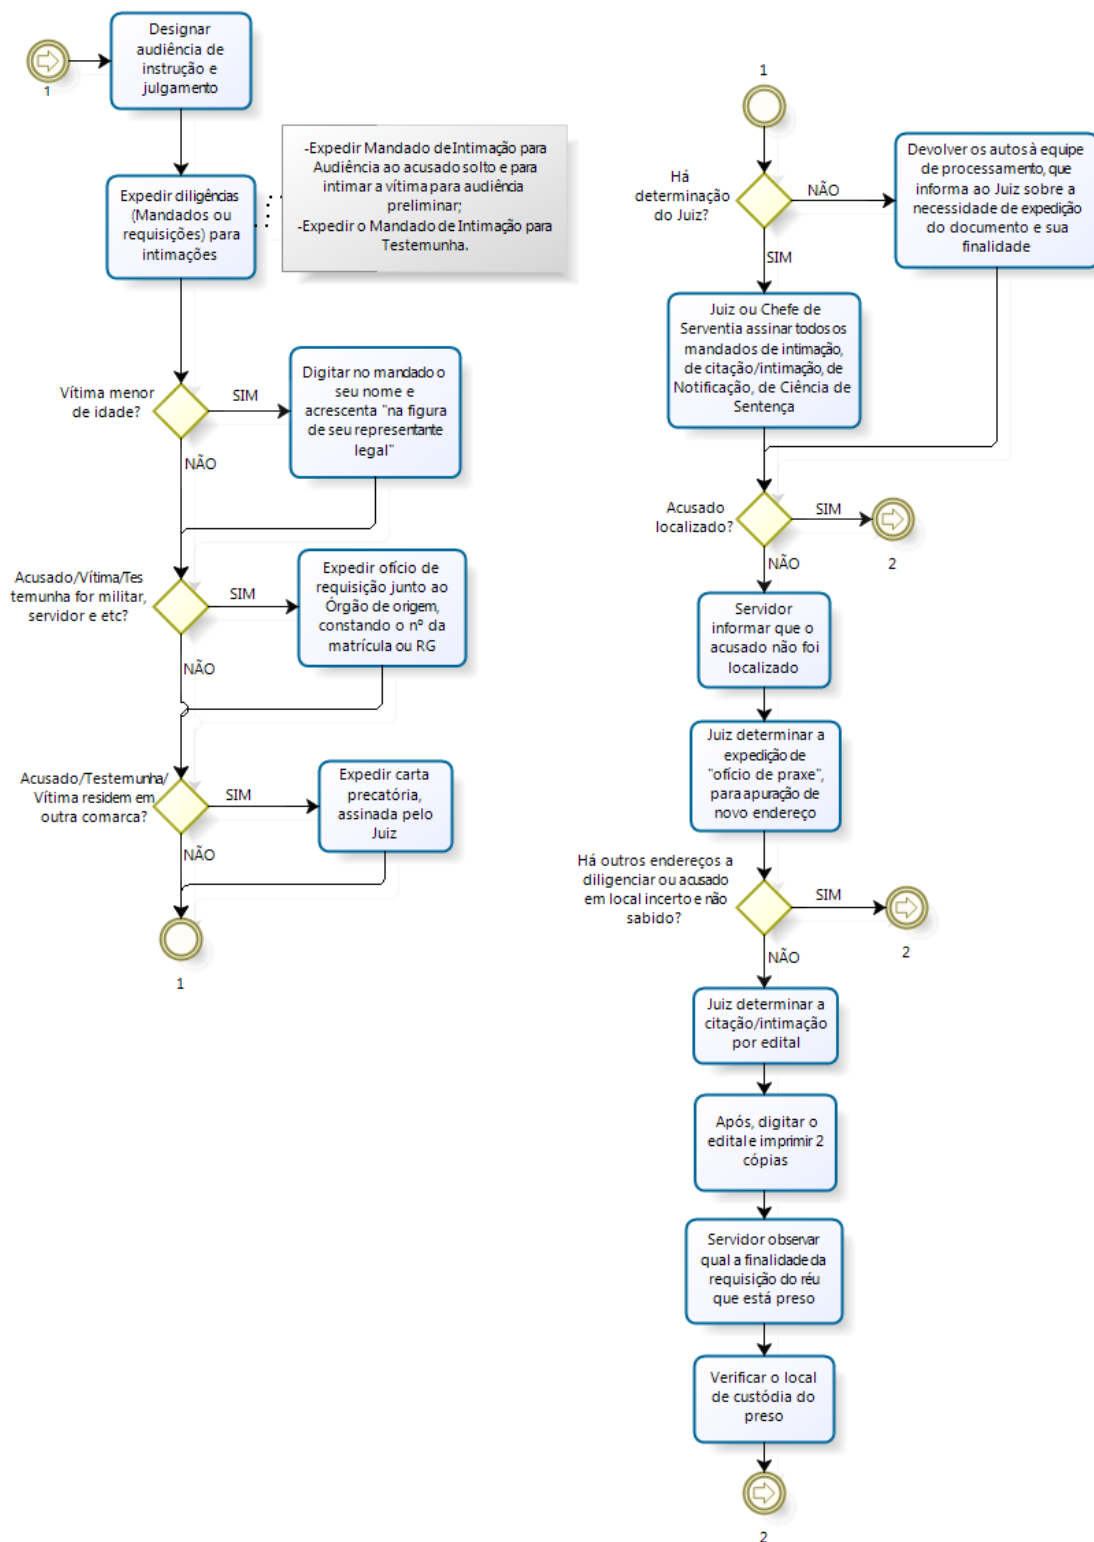 1
Designar
audiência de
instrução e
julgamento
Expedir diligências
(Mandados ou
requisições) para
intimações
-Expedir Mandado de Intimação para
Audiência ao acusado solto e para
intimar a vítima para audiência
preliminar;
-Expedir o Mandado de Intimação para
Testemunha.
Vítima menor
de idade?
SIM
Digitar no mandado o
seu nome e
acrescenta "na figura
de seu representante
legal"
NÃO
Acusado/Vítima/Tes
temunha for militar,
servidor e etc?
SIM
Expedir ofício de
requisição junto ao
Órgão de origem,
constando o nº da
matrícula ou RG
NÃO
Acusado/Testemunha/
Vítima residem em
outra comarca?
SIM
Expedir carta
precatória,
assinada pelo
Juiz
NÃO
1
1
Há
determinação
do Juiz?
NÃO
Devolver os autos à equipe
de processamento, que
informa ao Juiz sobre a
necessidade de expedição
do documento e sua
finalidade
SIM
Juiz ou Chefe de
Serventia assinar todos os
mandados de intimação,
de citação/intimação, de
Notificação, de Ciência de
Sentença
Acusado
localizado?
SIM
2
NÃO
Servidor
informar que o
acusado não foi
localizado
Juiz determinar a
expedição de
"ofício de praxe",
para apuração de
novo endereço
Há outros endereços a
diligenciar ou acusado
em local incerto e não
sabido?
SIM
2
NÃO
Juiz determinar a
citação/intimação
por edital
Após, digitar o
edital e imprimir 2
cópias
Servidor observar
qual a finalidade da
requisição do réu
que está preso
Verificar o local
de custódia do
preso
2